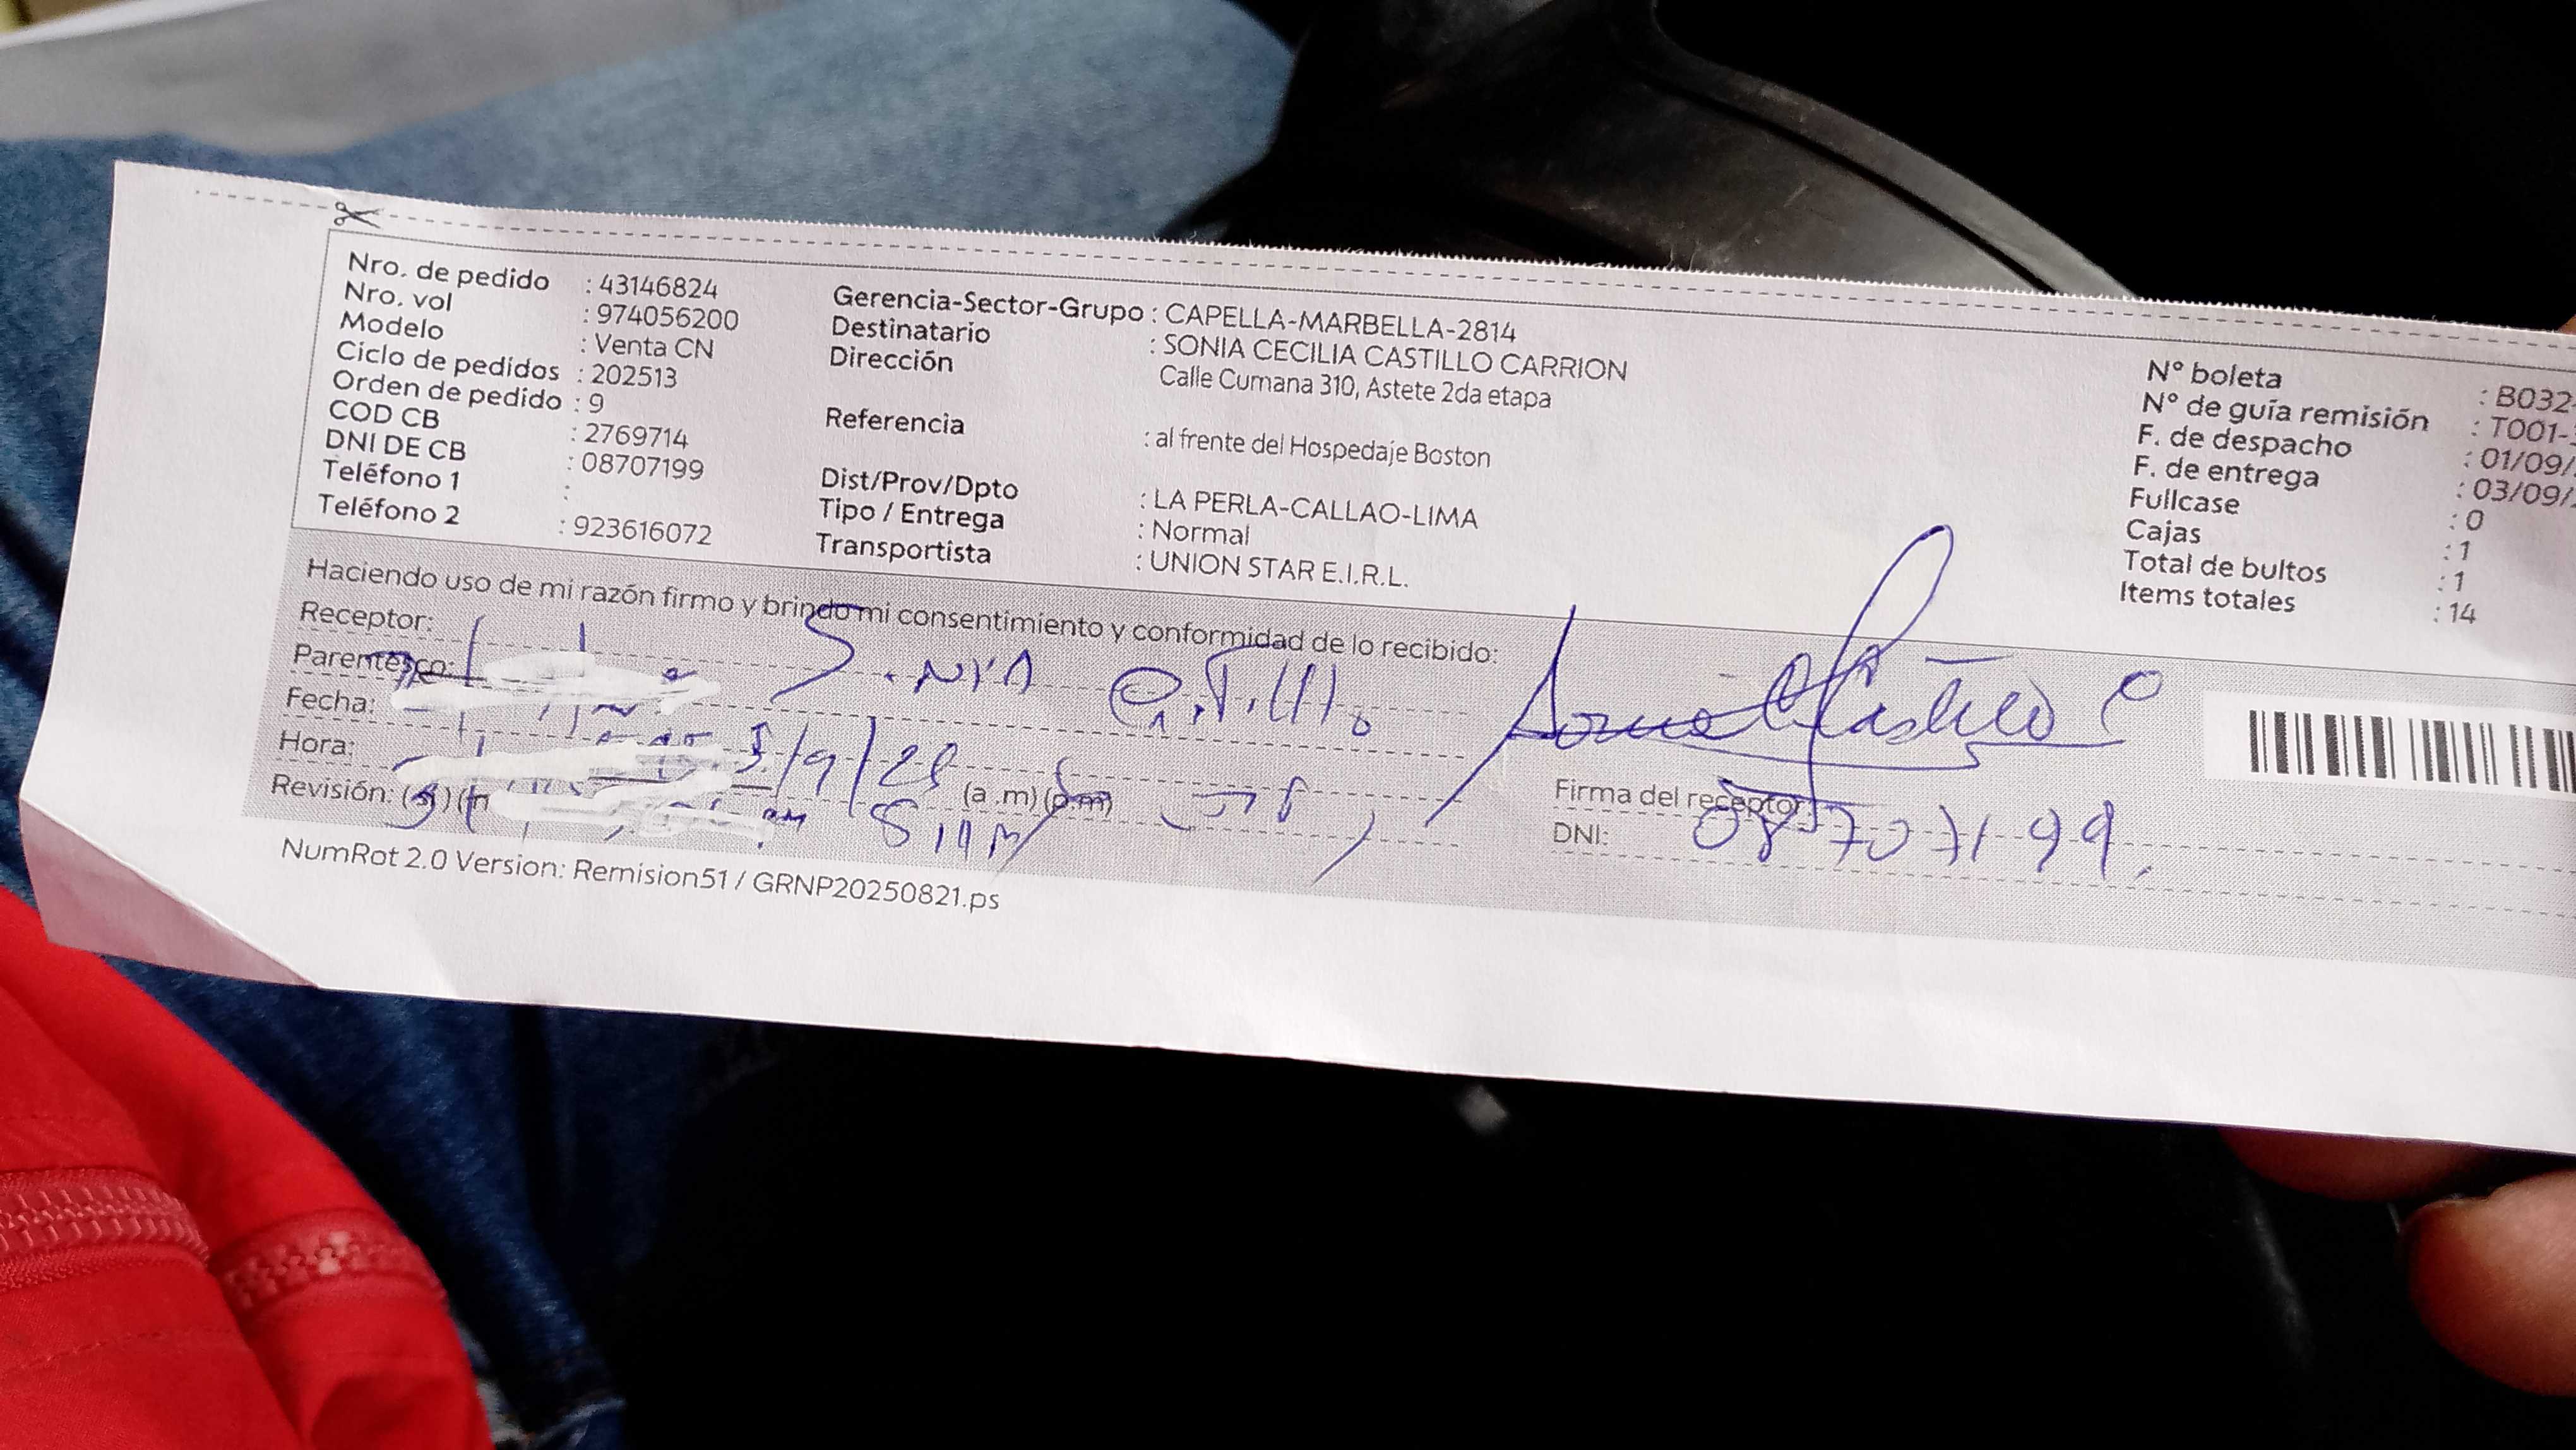 Nro. de pedido : 43146824
Nro. vol : 974056200
Modelo : Venta CN
Ciclo de pedidos : 202513
Orden de pedido : 9
COD CB : 2769714
DNI DE CB : 08707199
Teléfono 1 :
Teléfono 2 : 923616072
Gerencia-Sector-Grupo : CAPELLA-MARBELLA-2814
Destinatario : SONIA CECILIA CASTILLO CARRION
Dirección Calle Cumana 310, Astete 2da etapa
Referencia : al frente del Hospedaje Boston
Dist/Prov/Dpto : LA PERLA-CALLAO-LIMA
Tipo / Entrega : Normal
Transportista : UNION STAR E.I.R.L.
N° boleta : B032-
N° de guía remisión : T001-
F. de despacho : 01/09/
F. de entrega : 03/09/
Fullcase : 0
Cajas : 1
Total de bultos : 1
Items totales : 14
Haciendo uso de mi razón firmo y brindo mi consentimiento y conformidad de lo recibido:
Receptor:
Parentesco:
Fecha:
Hora: (a.m) (p.m)
Revisión:
Firma del receptor
DNI: 08707199
NumRot 2.0 Version: Remision51 / GRNP20250821.ps